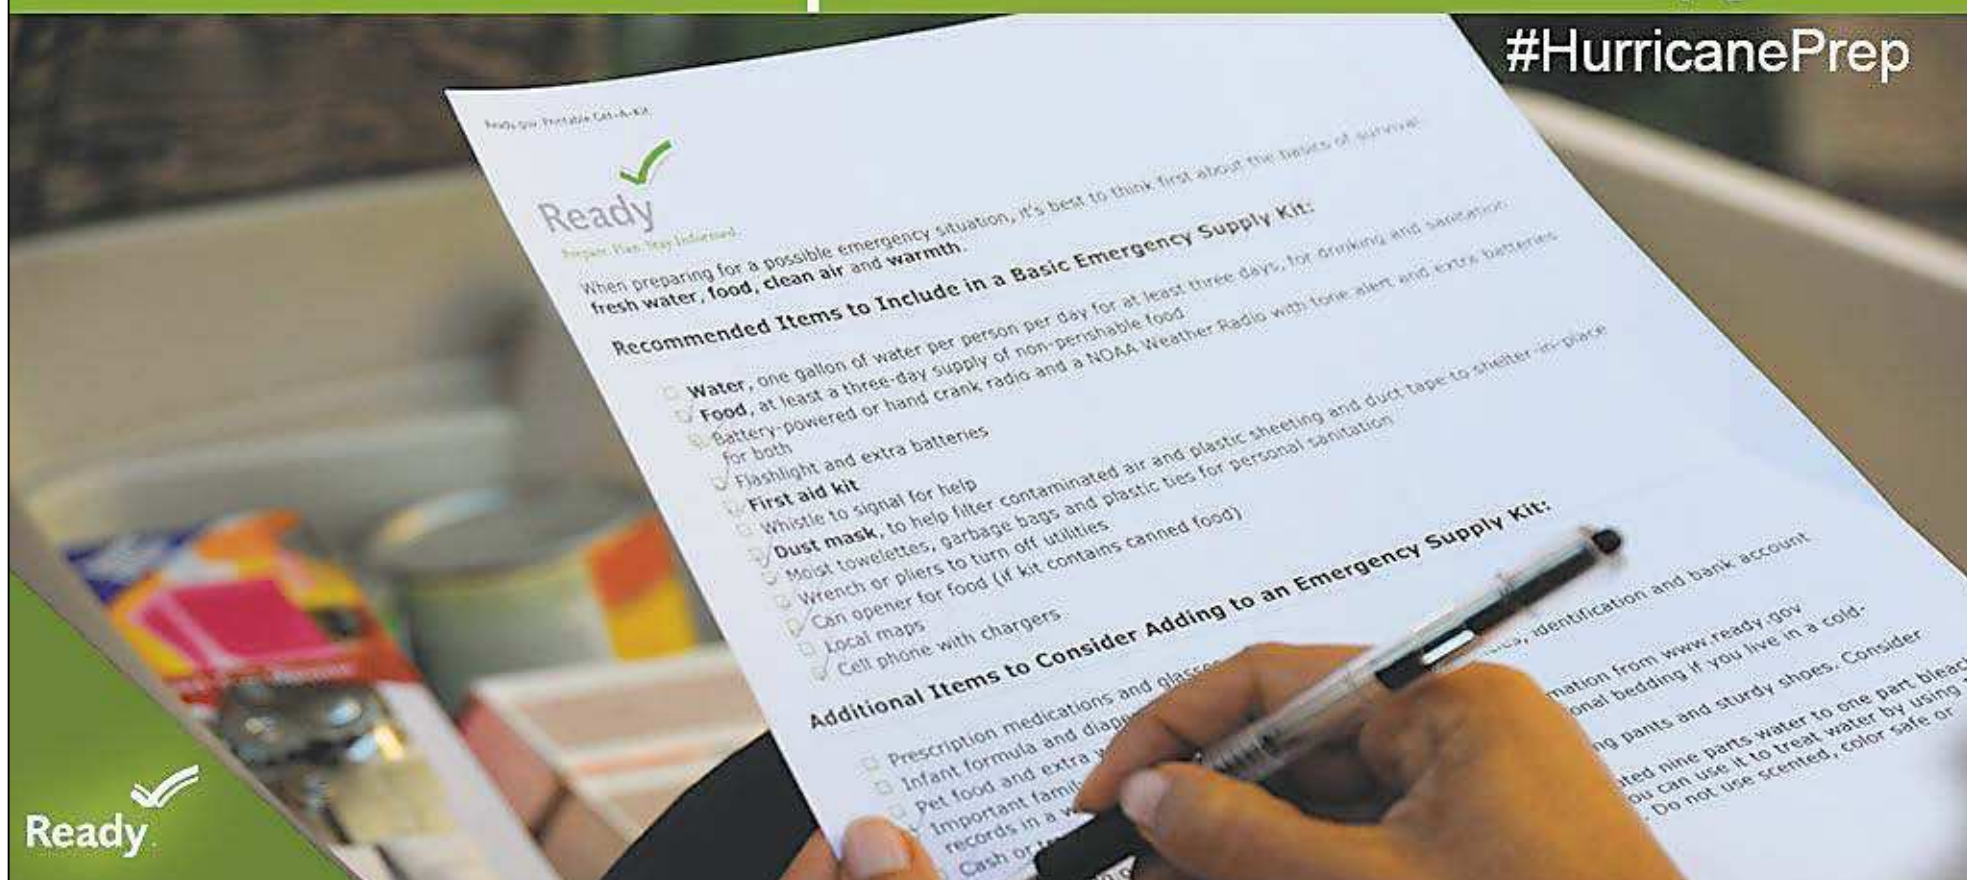 #HurricanePrep
Ready.gov: Printable Get-A-Kit
Ready
Prepare. Plan. Stay Informed.
When preparing for a possible emergency situation, it's best to think first about the basics of survival:
fresh water, food, clean air and warmth.
Recommended Items to Include in a Basic Emergency Supply Kit:
Water, one gallon of water per person per day for at least three days, for drinking and sanitation
Food, at least a three-day supply of non-perishable food
Battery-powered or hand crank radio and a NOAA Weather Radio with tone alert and extra batteries
for both
Flashlight and extra batteries
First aid kit
Whistle to signal for help
Dust mask, to help filter contaminated air and plastic sheeting and duct tape to shelter-in-place
Moist towelettes, garbage bags and plastic ties for personal sanitation
Wrench or pliers to turn off utilities
Can opener for food (if kit contains canned food)
Local maps
Cell phone with chargers
Additional Items to Consider Adding to an Emergency Supply Kit:
Prescription medications and glasses
Infant formula and
Pet food and extra
Important identification and bank account
records in a
Cash or
from www.ready.gov
bedding if you live in a cold-
pants and sturdy shoes. Consider
nine parts water to one part bleach
you can use it to treat water by using
Do not use scented, color safe or
Ready